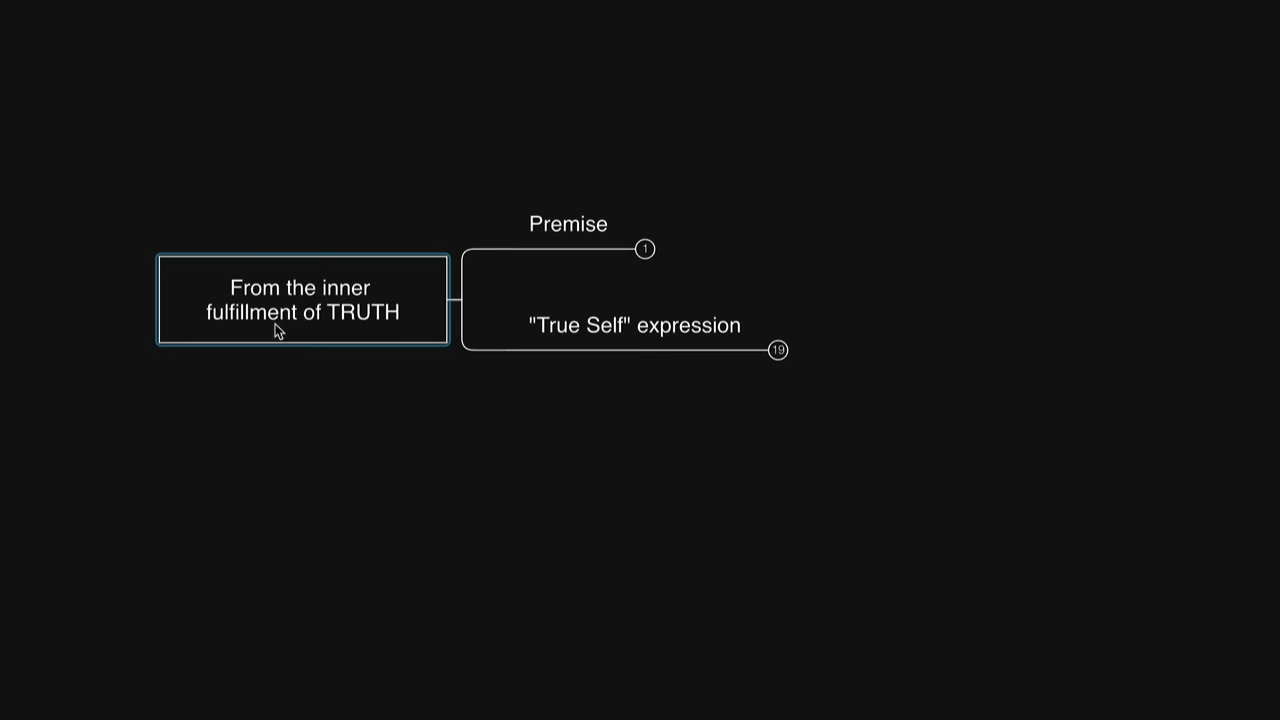 Premise
1
From the inner
fulfillment of TRUTH
"True Self" expression
19